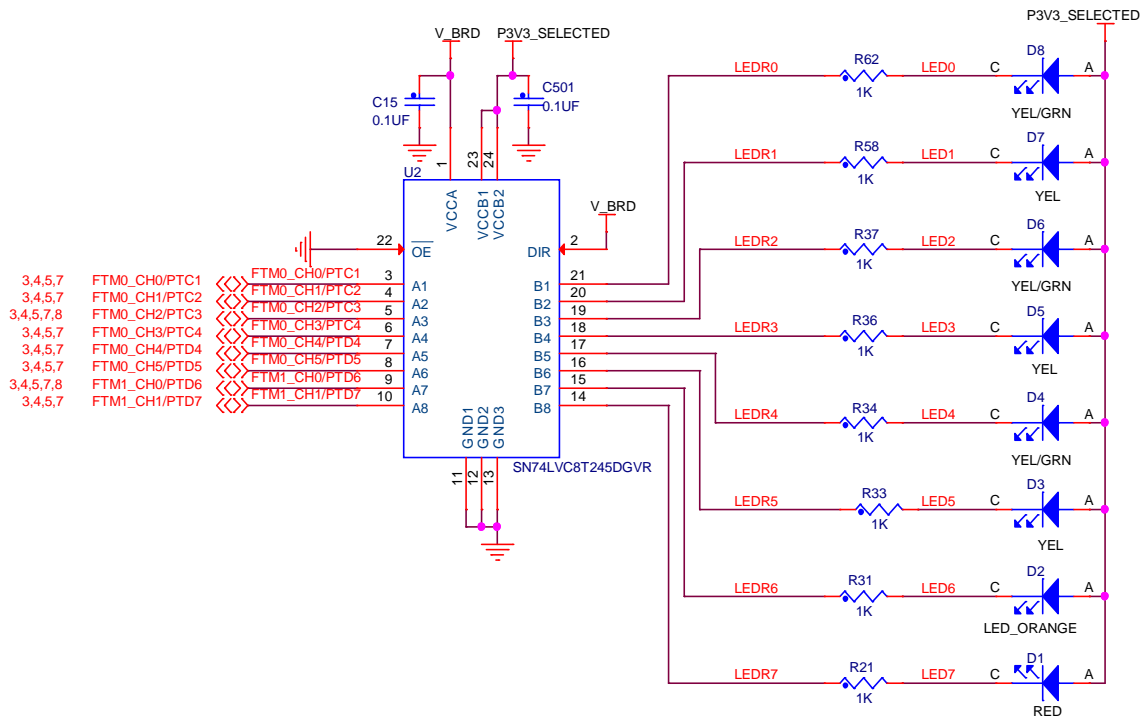 P3V3_SELECTED
V_BRD P3V3_SELECTED
C15
0.1UF
C501
0.1UF
1
23
24
U2
VCCA
VCCB1
VCCB2
V_BRD
22 OE DIR 2
3,4,5,7 FTM0_CH0/PTC1 FTM0_CH0/PTC1 3 A1 B1 21
3,4,5,7 FTM0_CH1/PTC2 FTM0_CH1/PTC2 4 A2 B2 20
3,4,5,7,8 FTM0_CH2/PTC3 FTM0_CH2/PTC3 5 A3 B3 19
3,4,5,7 FTM0_CH3/PTC4 FTM0_CH3/PTC4 6 A4 B4 18
3,4,5,7 FTM0_CH4/PTD4 FTM0_CH4/PTD4 7 A5 B5 17
3,4,5,7 FTM0_CH5/PTD5 FTM0_CH5/PTD5 8 A6 B6 16
3,4,5,7,8 FTM1_CH0/PTD6 FTM1_CH0/PTD6 9 A7 B7 15
3,4,5,7 FTM1_CH1/PTD7 FTM1_CH1/PTD7 10 A8 B8 14
GND1
GND2
GND3
11
12
13
SN74LVC8T245DGVR
LEDR0 R62 LED0 C D8 A
1K
YEL/GRN
LEDR1 R58 LED1 C D7 A
1K
YEL
LEDR2 R37 LED2 C D6 A
1K
YEL/GRN
LEDR3 R36 LED3 C D5 A
1K
YEL
LEDR4 R34 LED4 C D4 A
1K
YEL/GRN
LEDR5 R33 LED5 C D3 A
1K
YEL
LEDR6 R31 LED6 C D2 A
1K
LED_ORANGE
LEDR7 R21 LED7 C D1 A
1K
RED